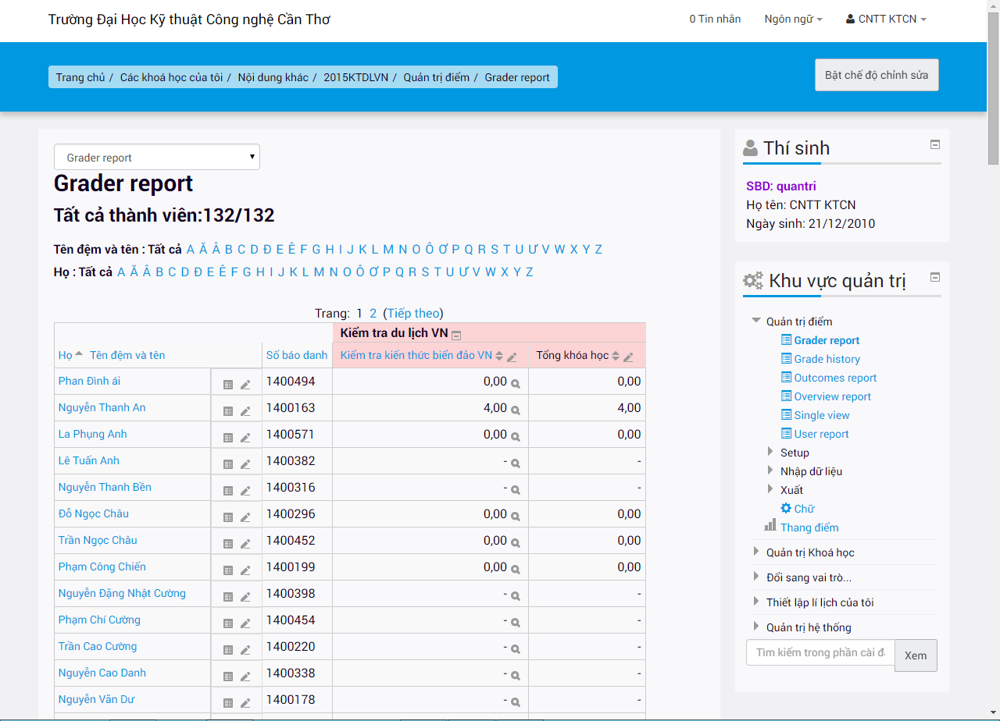 Trường Đại Học Kỹ thuật Công nghệ Cần Thơ
0 Tin nhắn Ngôn ngữ CNTT KTCN
Trang chủ / Các khoá học của tôi / Nội dung khác / 2015KTDLVN / Quản trị điểm / Grader report
Bật chế độ chỉnh sửa
Grader report
Grader report
Tất cả thành viên:132/132
Tên đệm và tên : Tất cả A Ă Â B C D Đ E Ê F G H I J K L M N O Ô Ơ P Q R S T U Ư V W X Y Z
Họ : Tất cả A Ă Â B C D Đ E Ê F G H I J K L M N O Ô Ơ P Q R S T U Ư V W X Y Z
Trang: 1 2 (Tiếp theo)
Kiểm tra du lịch VN
Họ Tên đệm và tên Số báo danh Kiểm tra kiến thức biển đảo VN Tổng khóa học
Phan Đình ái 1400494 0,00 0,00
Nguyễn Thanh An 1400163 4,00 4,00
La Phụng Anh 1400571 0,00 0,00
Lê Tuấn Anh 1400382 - -
Nguyễn Thanh Bền 1400316 - -
Đỗ Ngọc Châu 1400296 0,00 0,00
Trần Ngọc Châu 1400452 0,00 0,00
Phạm Công Chiến 1400199 0,00 0,00
Nguyễn Đặng Nhật Cường 1400398 - -
Phạm Chí Cường 1400454 - -
Trần Cao Cường 1400220 - -
Nguyễn Cao Danh 1400338 - -
Nguyễn Văn Dư 1400178 - -
Thí sinh
SBD: quantri
Họ tên: CNTT KTCN
Ngày sinh: 21/12/2010
Khu vực quản trị
Quản trị điểm
Grader report
Grade history
Outcomes report
Overview report
Single view
User report
Setup
Nhập dữ liệu
Xuất
Chữ
Thang điểm
Quản trị Khoá học
Đổi sang vai trò...
Thiết lập lí lịch của tôi
Quản trị hệ thống
Tìm kiếm trong phần cài Xem